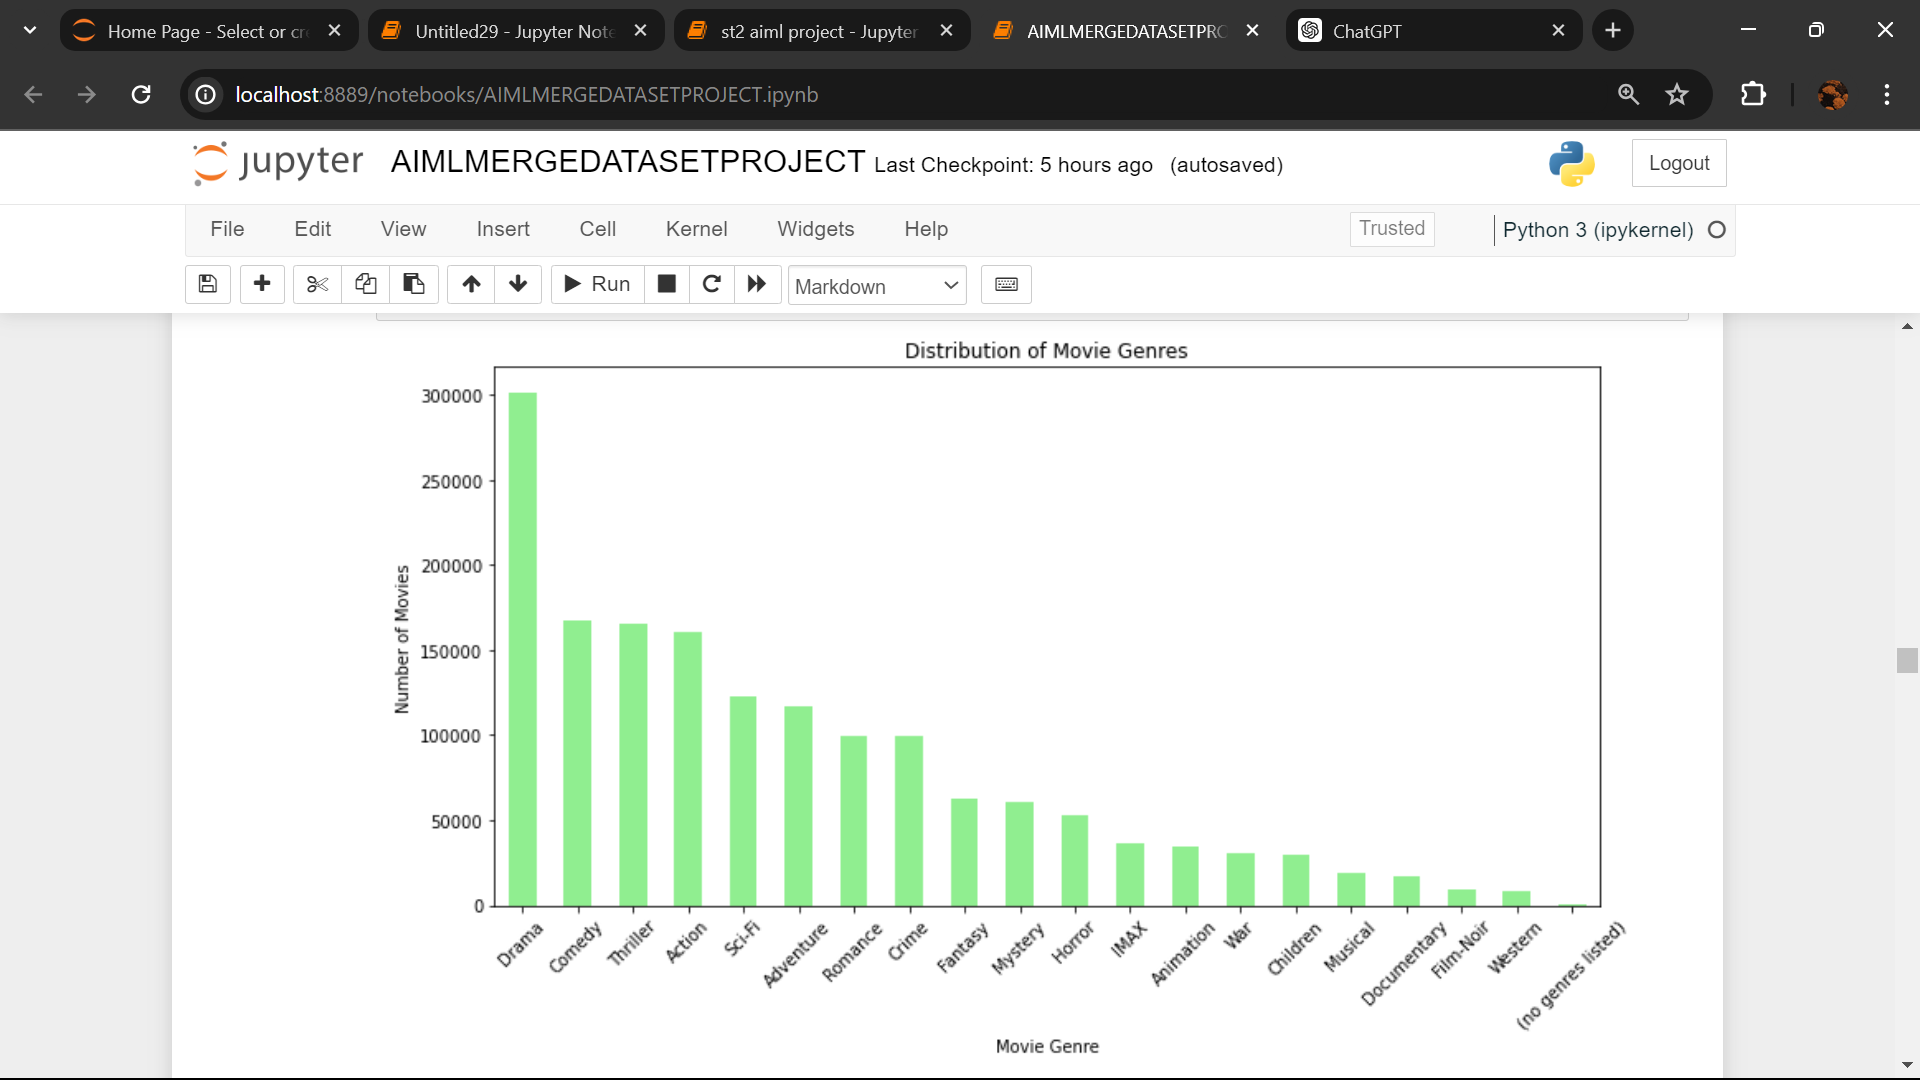 Home Page - Select or cr
Untitled29 - Jupyter Note
st2 aiml project - Jupyter
AIMLMERGEDATASETPRO
ChatGPT
localhost:8889/notebooks/AIMLMERGEDATASETPROJECT.ipynb
jupyter AIMLMERGEDATASETPROJECT Last Checkpoint: 5 hours ago (autosaved)
Logout
File Edit View Insert Cell Kernel Widgets Help
Trusted
Python 3 (ipykernel)
Run
Markdown
Distribution of Movie Genres
300000
250000
200000
150000
100000
50000
0
Number of Movies
Drama
Comedy
Thriller
Action
Sci-Fi
Adventure
Romance
Crime
Fantasy
Mystery
Horror
IMAX
Animation
War
Children
Musical
Documentary
Film-Noir
Western
(no genres listed)
Movie Genre